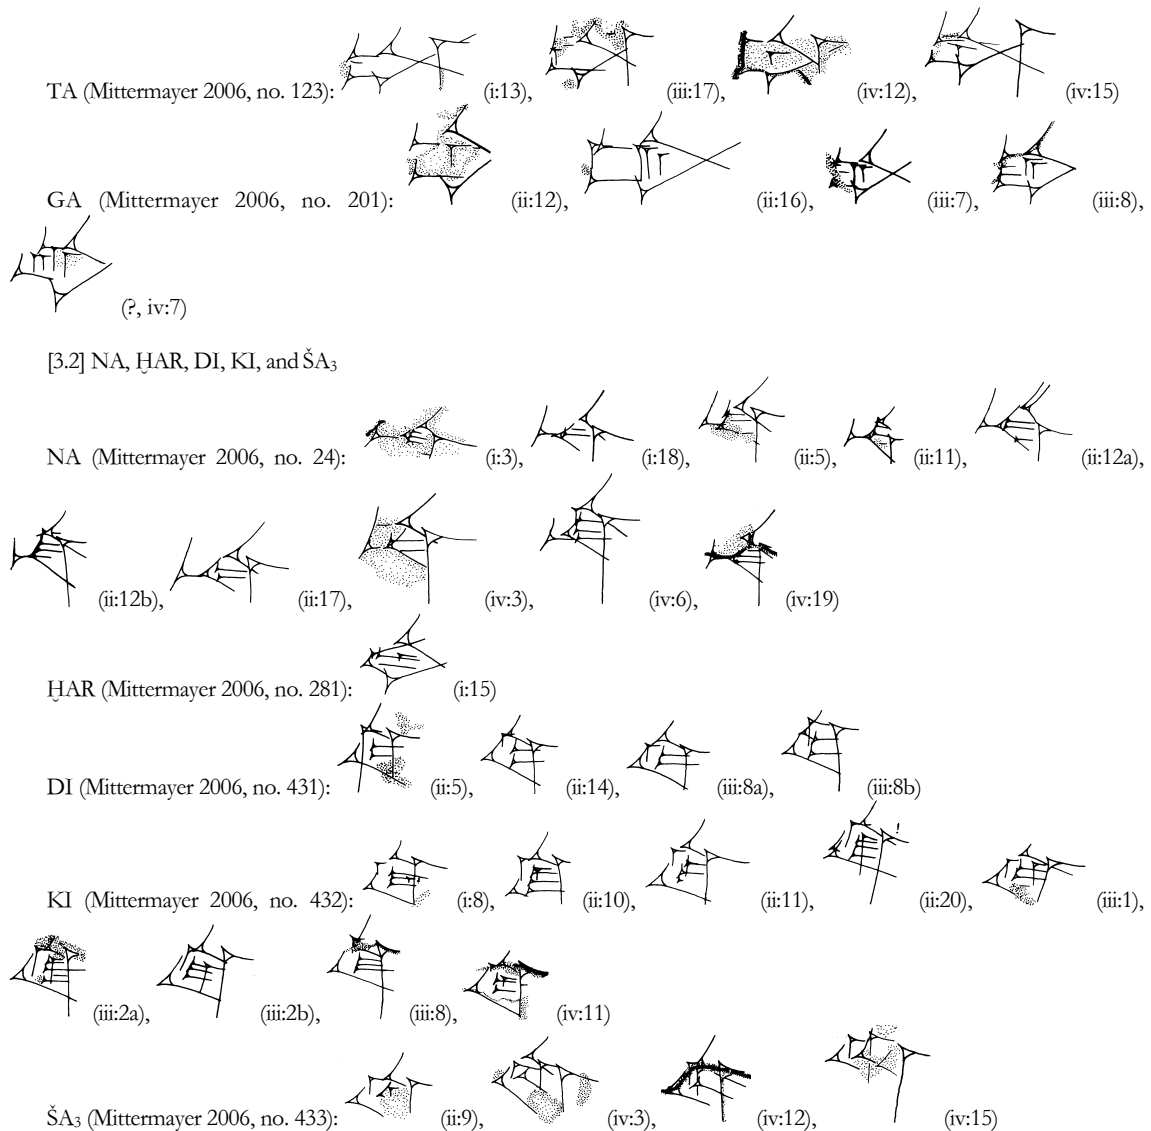 TA (Mittermayer 2006, no. 123): (i:13), (iii:17), (iv:12), (iv:15)
GA (Mittermayer 2006, no. 201): (ii:12), (ii:16), (iii:7), (iii:8),
(?, iv:7)
[3.2] NA, ḪAR, DI, KI, and ŠA₃
NA (Mittermayer 2006, no. 24): (i:3), (i:18), (ii:5), (ii:11), (ii:12a),
(ii:12b), (ii:17), (iv:3), (iv:6), (iv:19)
ḪAR (Mittermayer 2006, no. 281): (i:15)
DI (Mittermayer 2006, no. 431): (ii:5), (ii:14), (iii:8a), (iii:8b)
KI (Mittermayer 2006, no. 432): (i:8), (ii:10), (ii:11), ! (ii:20), (iii:1),
(iii:2a), (iii:2b), (iii:8), (iv:11)
ŠA₃ (Mittermayer 2006, no. 433): (ii:9), (iv:3), (iv:12), (iv:15)